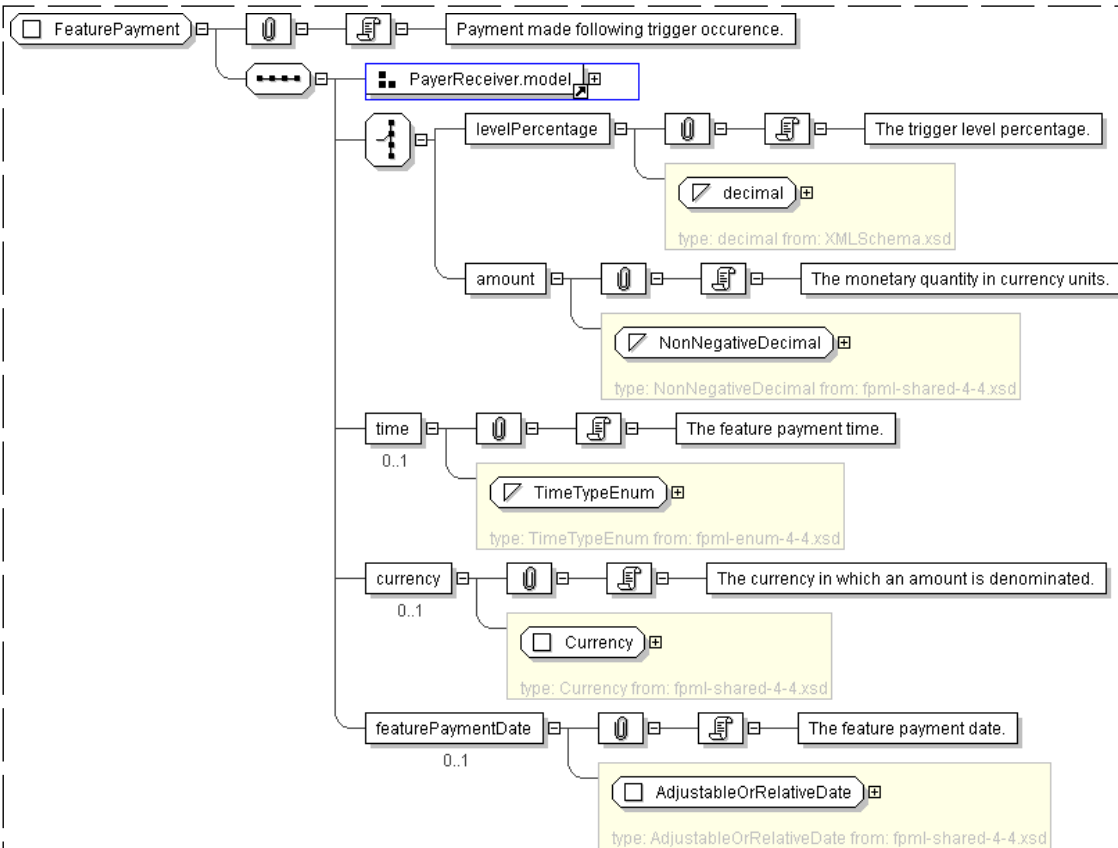 FeaturePayment
Payment made following trigger occurence.
PayerReceiver.model
levelPercentage
The trigger level percentage.
decimal
type: decimal from: XMLSchema.xsd
amount
The monetary quantity in currency units.
NonNegativeDecimal
type: NonNegativeDecimal from: fpml-shared-4-4.xsd
time
The feature payment time.
0..1
TimeTypeEnum
type: TimeTypeEnum from: fpml-enum-4-4.xsd
currency
The currency in which an amount is denominated.
0..1
Currency
type: Currency from: fpml-shared-4-4.xsd
featurePaymentDate
The feature payment date.
0..1
AdjustableOrRelativeDate
type: AdjustableOrRelativeDate from: fpml-shared-4-4.xsd